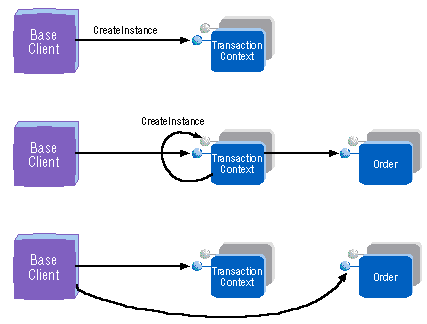 Base
Client
CreateInstance
Transaction
Context
CreateInstance
Base
Client
Transaction
Context
Order
Base
Client
Transaction
Context
Order